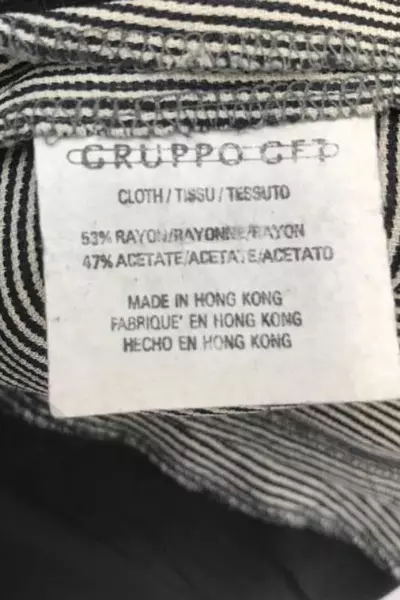 GRUPPO GFT
CLOTH/TISSU/TESSUTO
53% RAYON/RAYONNE/RAYON
47% ACETATE/ACETATE/ACETATO
MADE IN HONG KONG
FABRIQUE' EN HONG KONG
HECHO EN HONG KONG